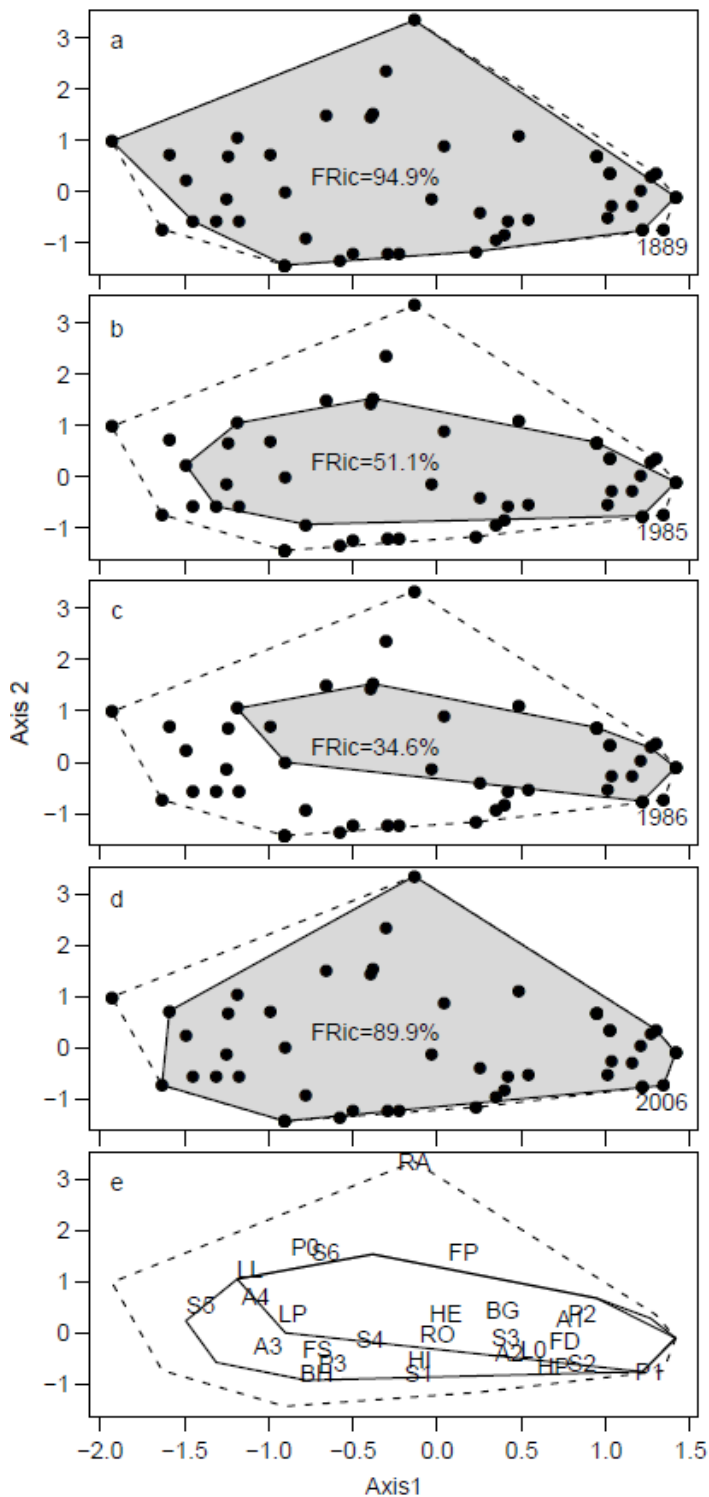 a
3
2
1
0
−1
FRic=94.9%
1889
b
3
2
1
0
−1
FRic=51.1%
1985
c
3
2
1
0
−1
FRic=34.6%
1986
Axis 2
d
3
2
1
0
−1
FRic=89.9%
2006
e
3
2
1
0
−1
RA
P0
S6
FP
LL
A4
S5
LP
HE
BG
A1
P2
RO
S4
S3
FD
A3
FS
A2
L0
P3
HI
S2
BH
S1
HP
P1
−2.0 −1.5 −1.0 −0.5 0.0 0.5 1.0 1.5
Axis1